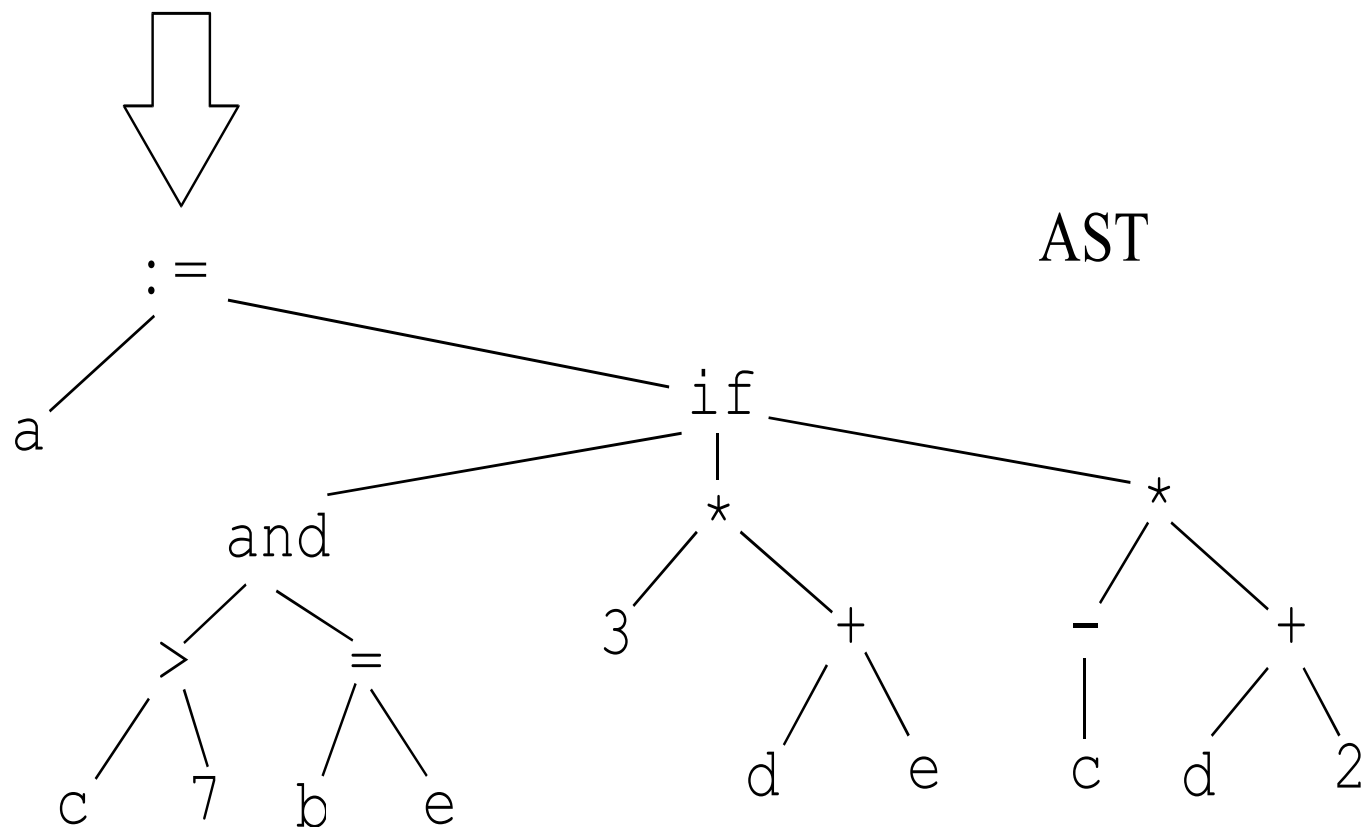 AST
:=
a if
and * *
3 + - +
> =
c 7 b e d e c d 2